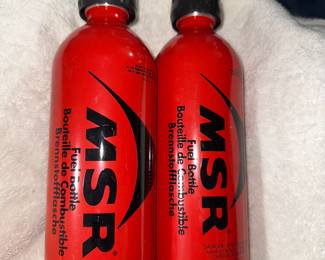 MSR®
Fuel Bottle
Bouteille de Combustible
Brennstoffflasche
MSR
Fuel Bottle
Bouteille de Combustible
Brennstoffflasche